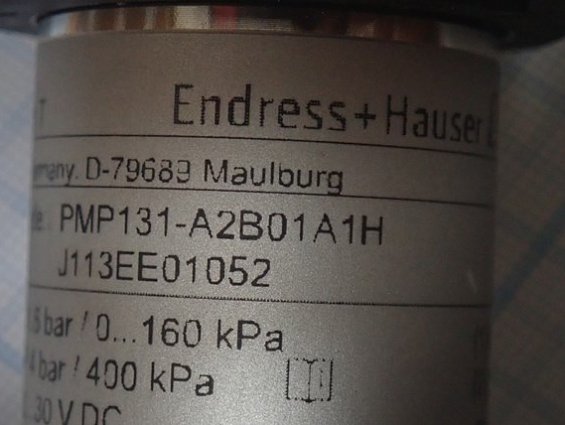 T Endress+Hauser
many. D-79689 Maulburg
PMP131-A2B01A1H
J113EE01052
bar / 0...160 kPa
bar / 400 kPa
30 V DC